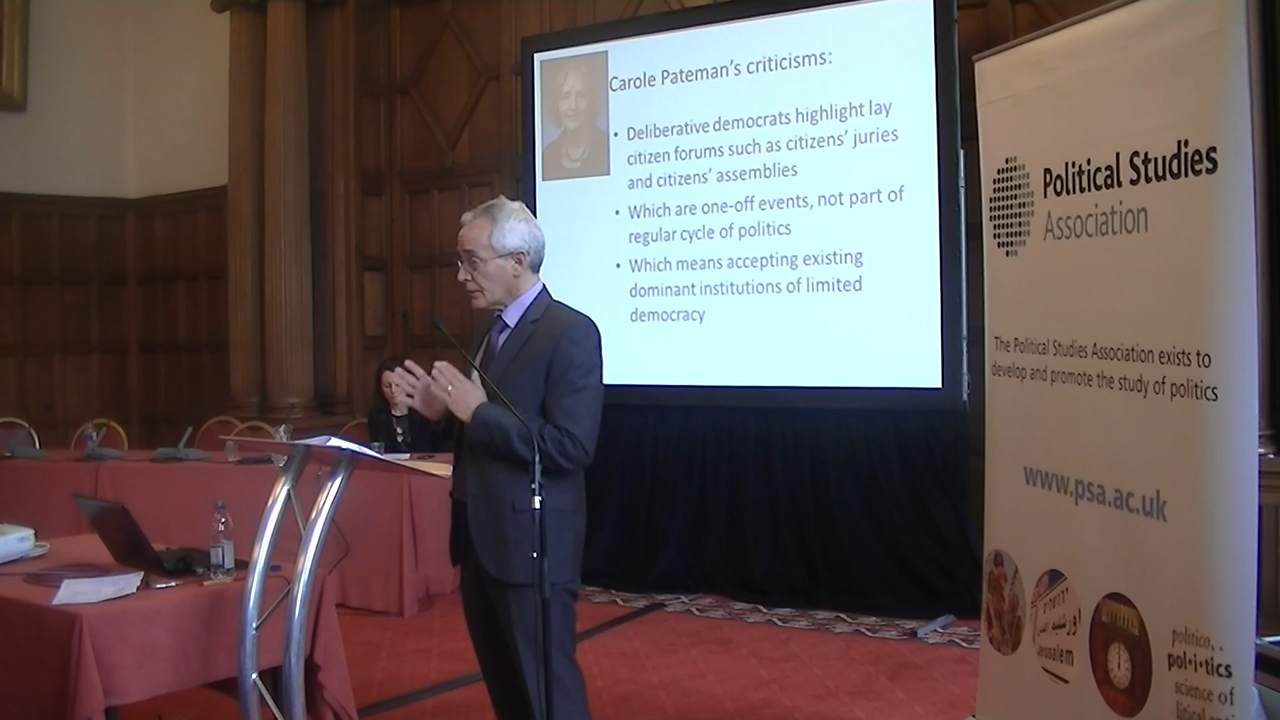 Carole Pateman's criticisms:
• Deliberative democrats highlight lay
citizen forums such as citizens' juries
and citizens' assemblies
• Which are one-off events, not part of
regular cycle of politics
• Which means accepting existing
dominant institutions of limited
democracy
Political Studies
Association
The Political Studies Association exists to
develop and promote the study of politics
www.psa.ac.uk
ירושלים
Jerusalem
politico,
pol•i•tics
science of